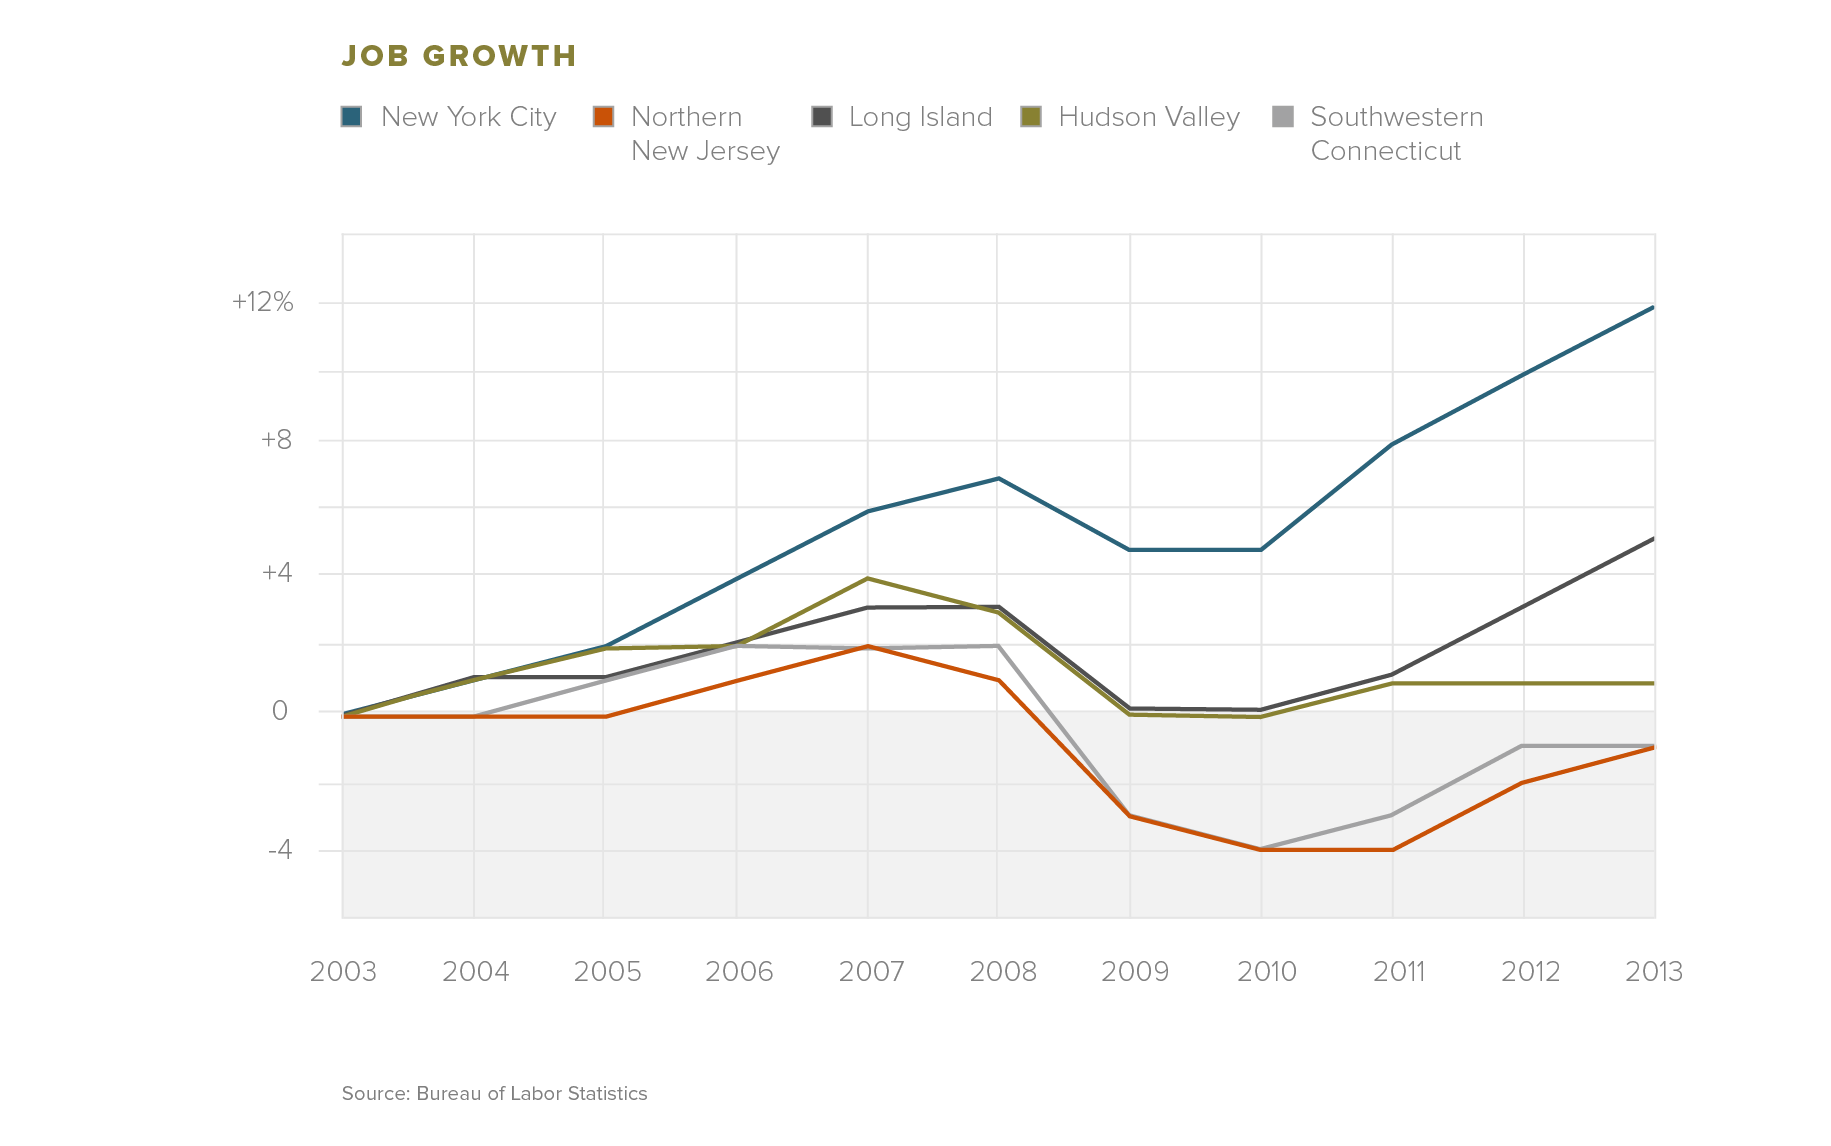 JOB GROWTH
New York City
Northern
New Jersey
Long Island
Hudson Valley
Southwestern
Connecticut
+12%
+8
+4
0
-4
2003 2004 2005 2006 2007 2008 2009 2010 2011 2012 2013
Source: Bureau of Labor Statistics